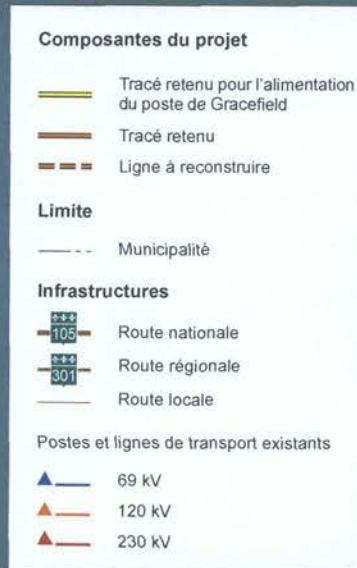 Composantes du projet
Tracé retenu pour l'alimentation
du poste de Gracefield
Tracé retenu
Ligne à reconstruire
Limite
Municipalité
Infrastructures
105 Route nationale
301 Route régionale
Route locale
Postes et lignes de transport existants
69 kV
120 kV
230 kV